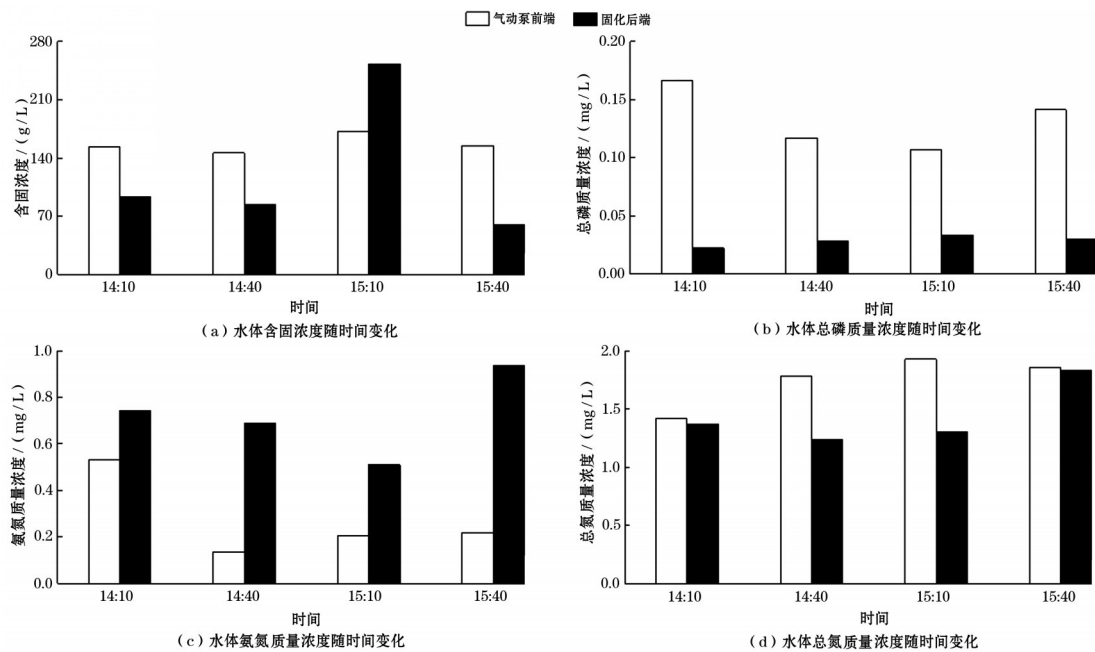 气动泵前端 固化后端
280
210
140
70
0
含固浓度/(g/L)
14:10 14:40 15:10 15:40
时间
(a)水体含固浓度随时间变化
0.20
0.15
0.10
0.05
0.00
总磷质量浓度/(mg/L)
14:10 14:40 15:10 15:40
时间
(b)水体总磷质量浓度随时间变化
1.0
0.8
0.6
0.4
0.2
0.0
氨氮质量浓度/(mg/L)
14:10 14:40 15:10 15:40
时间
(c)水体氨氮质量浓度随时间变化
2.0
1.5
1.0
0.5
0.0
总氮质量浓度/(mg/L)
14:10 14:40 15:10 15:40
时间
(d)水体总氮质量浓度随时间变化